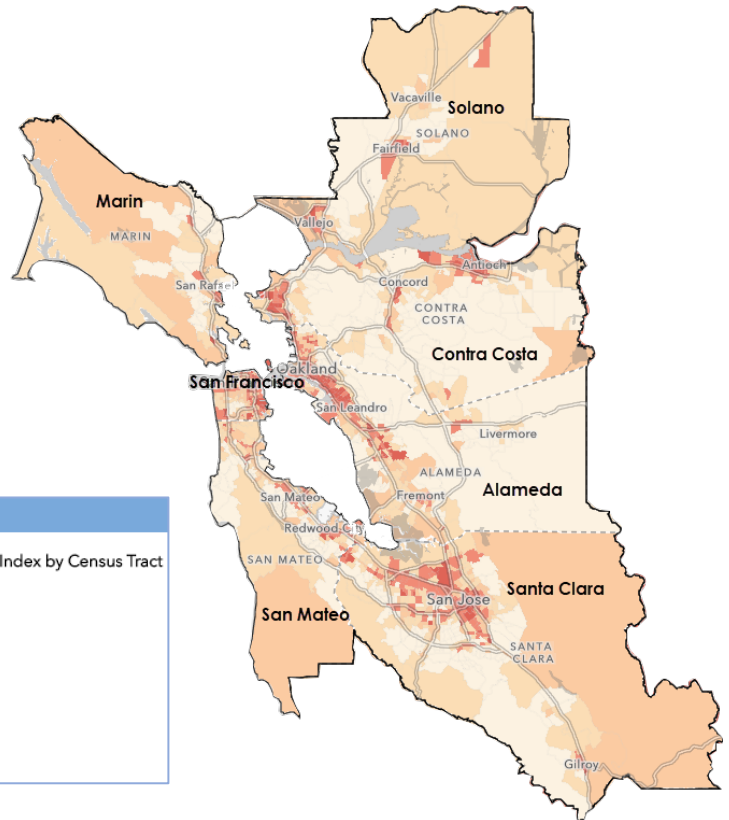 Vacaville
Solano
SOLANO
Fairfield
Marin
MARIN
Vallejo
San Rafael
Antioch
Concord
CONTRA
COSTA
Contra Costa
Oakland
San Francisco
San Leandro
Livermore
ALAMEDA
Alameda
San Mateo
Fremont
Redwood City
Index by Census Tract
SAN MATEO
San Jose
Santa Clara
San Mateo
SANTA
CLARA
Gilroy